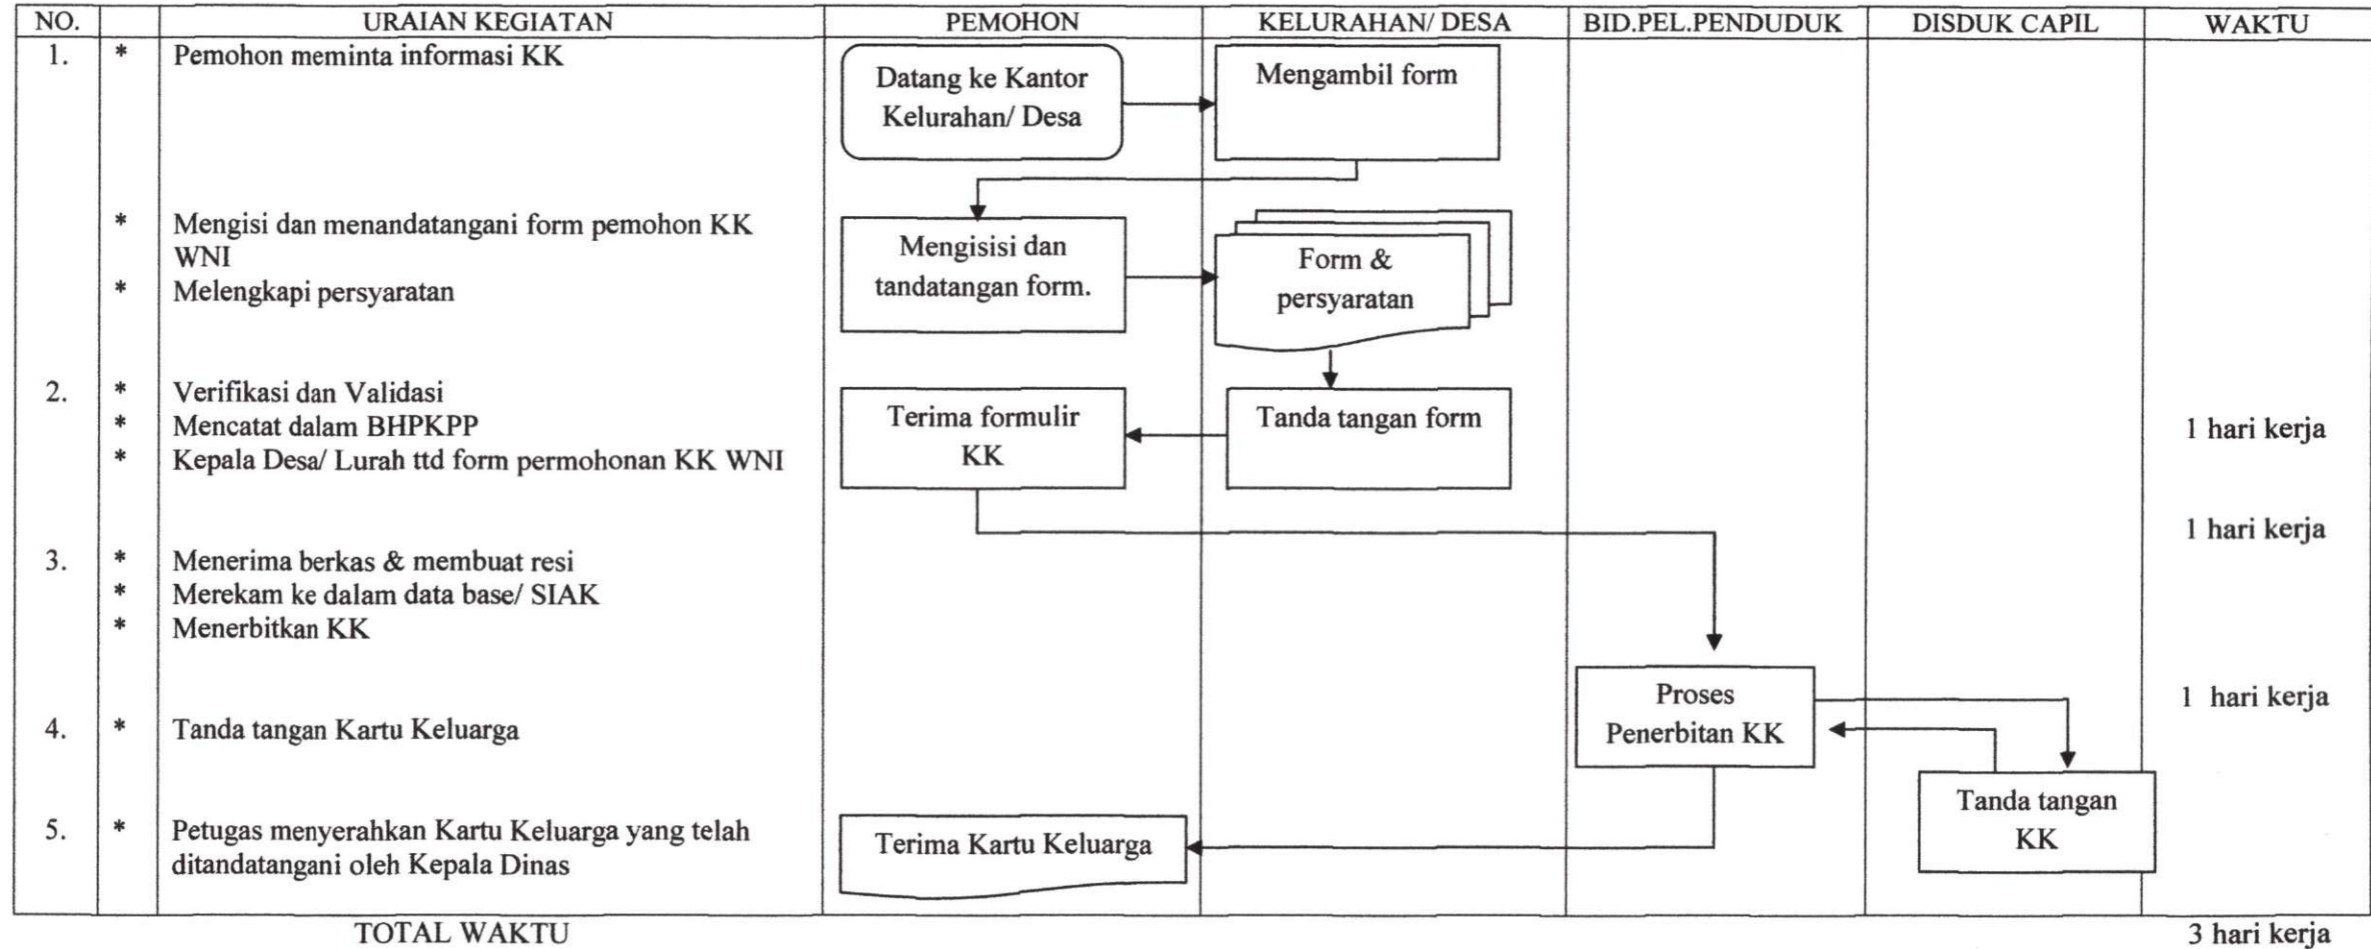 NO. URAIAN KEGIATAN PEMOHON KELURAHAN/ DESA BID.PEL.PENDUDUK DISDUK CAPIL WAKTU
1. * Pemohon meminta informasi KK
Datang ke Kantor
Kelurahan/ Desa
Mengambil form
* Mengisi dan menandatangani form pemohon KK
WNI
* Melengkapi persyaratan
Mengisisi dan
tandatangan form.
Form &
persyaratan
2. * Verifikasi dan Validasi
* Mencatat dalam BHPKPP
* Kepala Desa/ Lurah ttd form permohonan KK WNI
Terima formulir
KK
Tanda tangan form
1 hari kerja
1 hari kerja
3. * Menerima berkas & membuat resi
* Merekam ke dalam data base/ SIAK
* Menerbitkan KK
Proses
Penerbitan KK
1 hari kerja
4. * Tanda tangan Kartu Keluarga
Tanda tangan
KK
5. * Petugas menyerahkan Kartu Keluarga yang telah
ditandatangani oleh Kepala Dinas
Terima Kartu Keluarga
TOTAL WAKTU 3 hari kerja